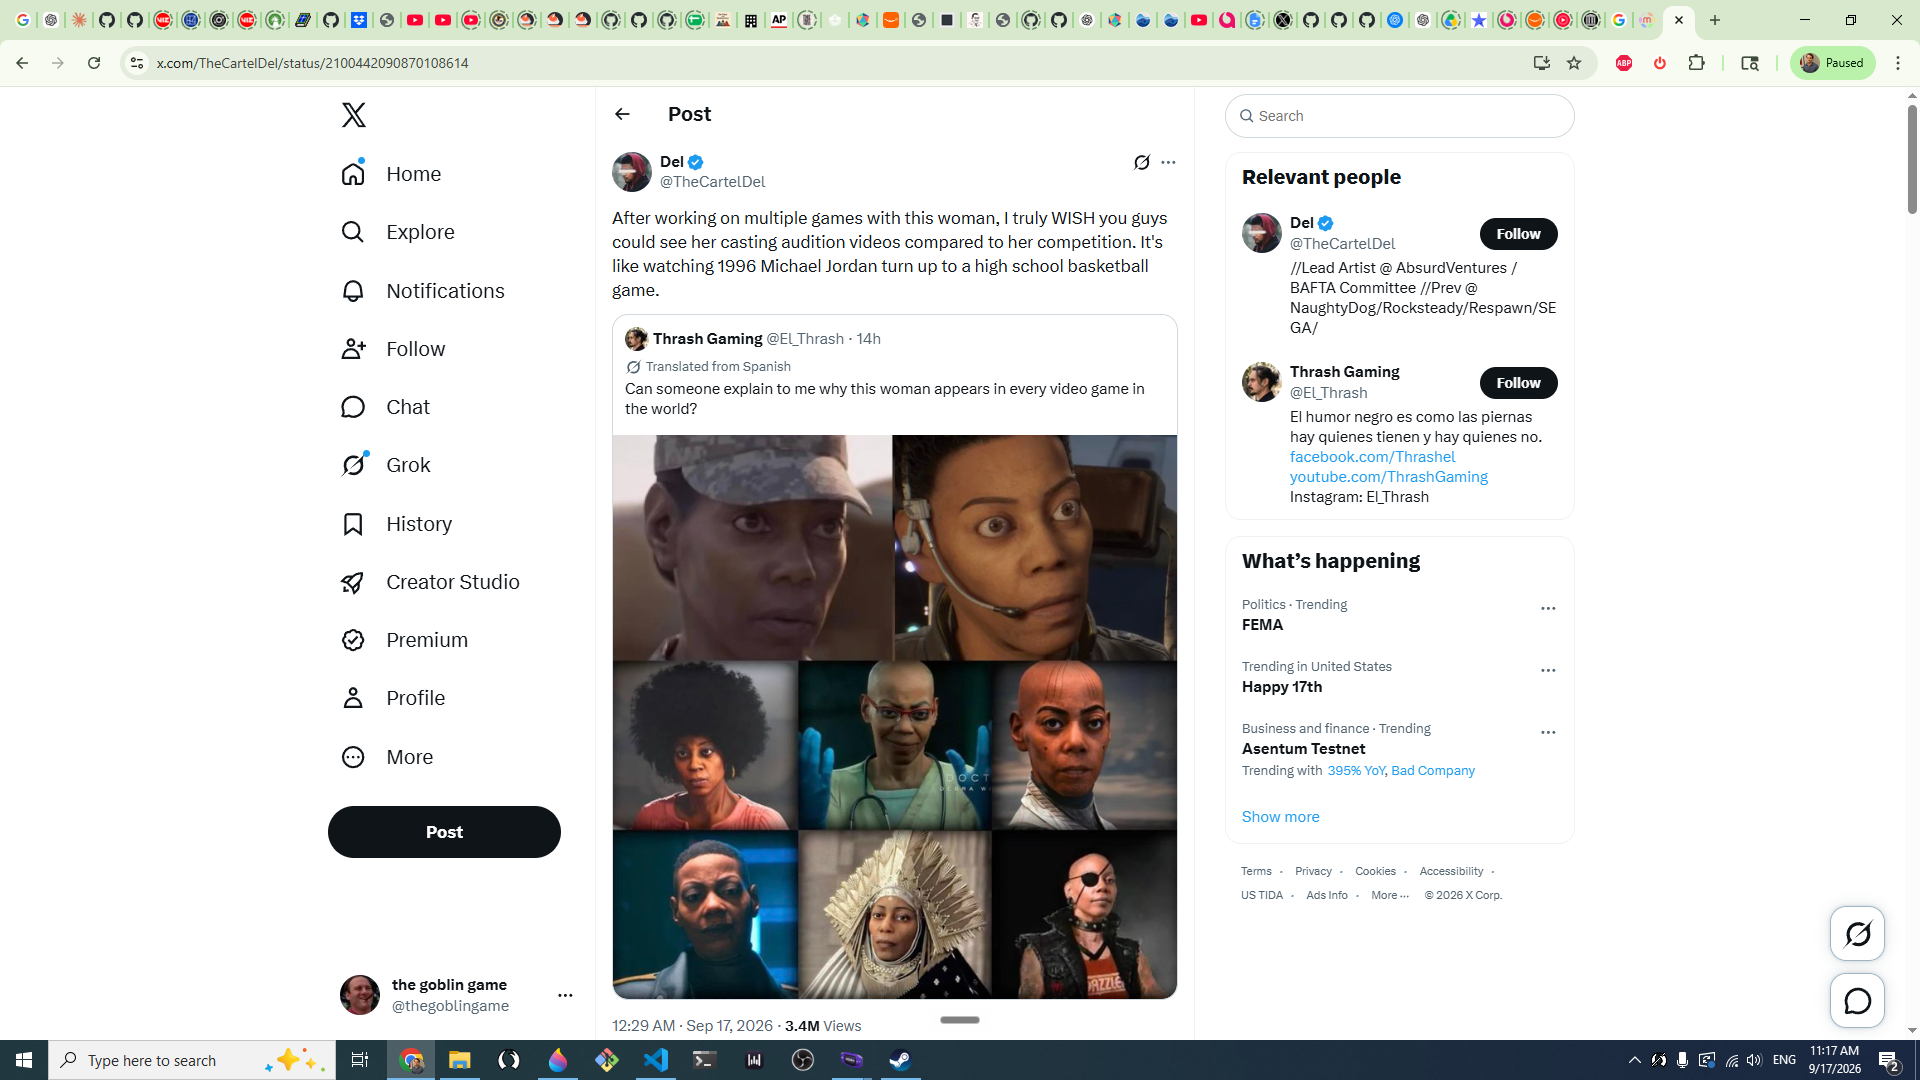 x.com/TheCartelDel/status/2100442090870108614
ABP
Paused
Home
Explore
Notifications
Follow
Chat
Grok
History
Creator Studio
Premium
Profile
More
Post
the goblin game
@thegoblingame
Post
Del
@TheCartelDel
After working on multiple games with this woman, I truly WISH you guys
could see her casting audition videos compared to her competition. It's
like watching 1996 Michael Jordan turn up to a high school basketball
game.
Thrash Gaming @El_Thrash · 14h
Translated from Spanish
Can someone explain to me why this woman appears in every video game in
the world?
DOCT
12:29 AM · Sep 17, 2026 · 3.4M Views
Search
Relevant people
Del
@TheCartelDel
Follow
//Lead Artist @ AbsurdVentures /
BAFTA Committee //Prev @
NaughtyDog/Rocksteady/Respawn/SE
GA/
Thrash Gaming
@El_Thrash
Follow
El humor negro es como las piernas
hay quienes tienen y hay quienes no.
facebook.com/Thrashel
youtube.com/ThrashGaming
Instagram: El_Thrash
What's happening
Politics · Trending
FEMA
Trending in United States
Happy 17th
Business and finance · Trending
Asentum Testnet
Trending with 395% YoY, Bad Company
Show more
Terms · Privacy · Cookies · Accessibility ·
US TIDA · Ads Info · More ··· © 2026 X Corp.
Type here to search
ENG
11:17 AM
9/17/2026
2